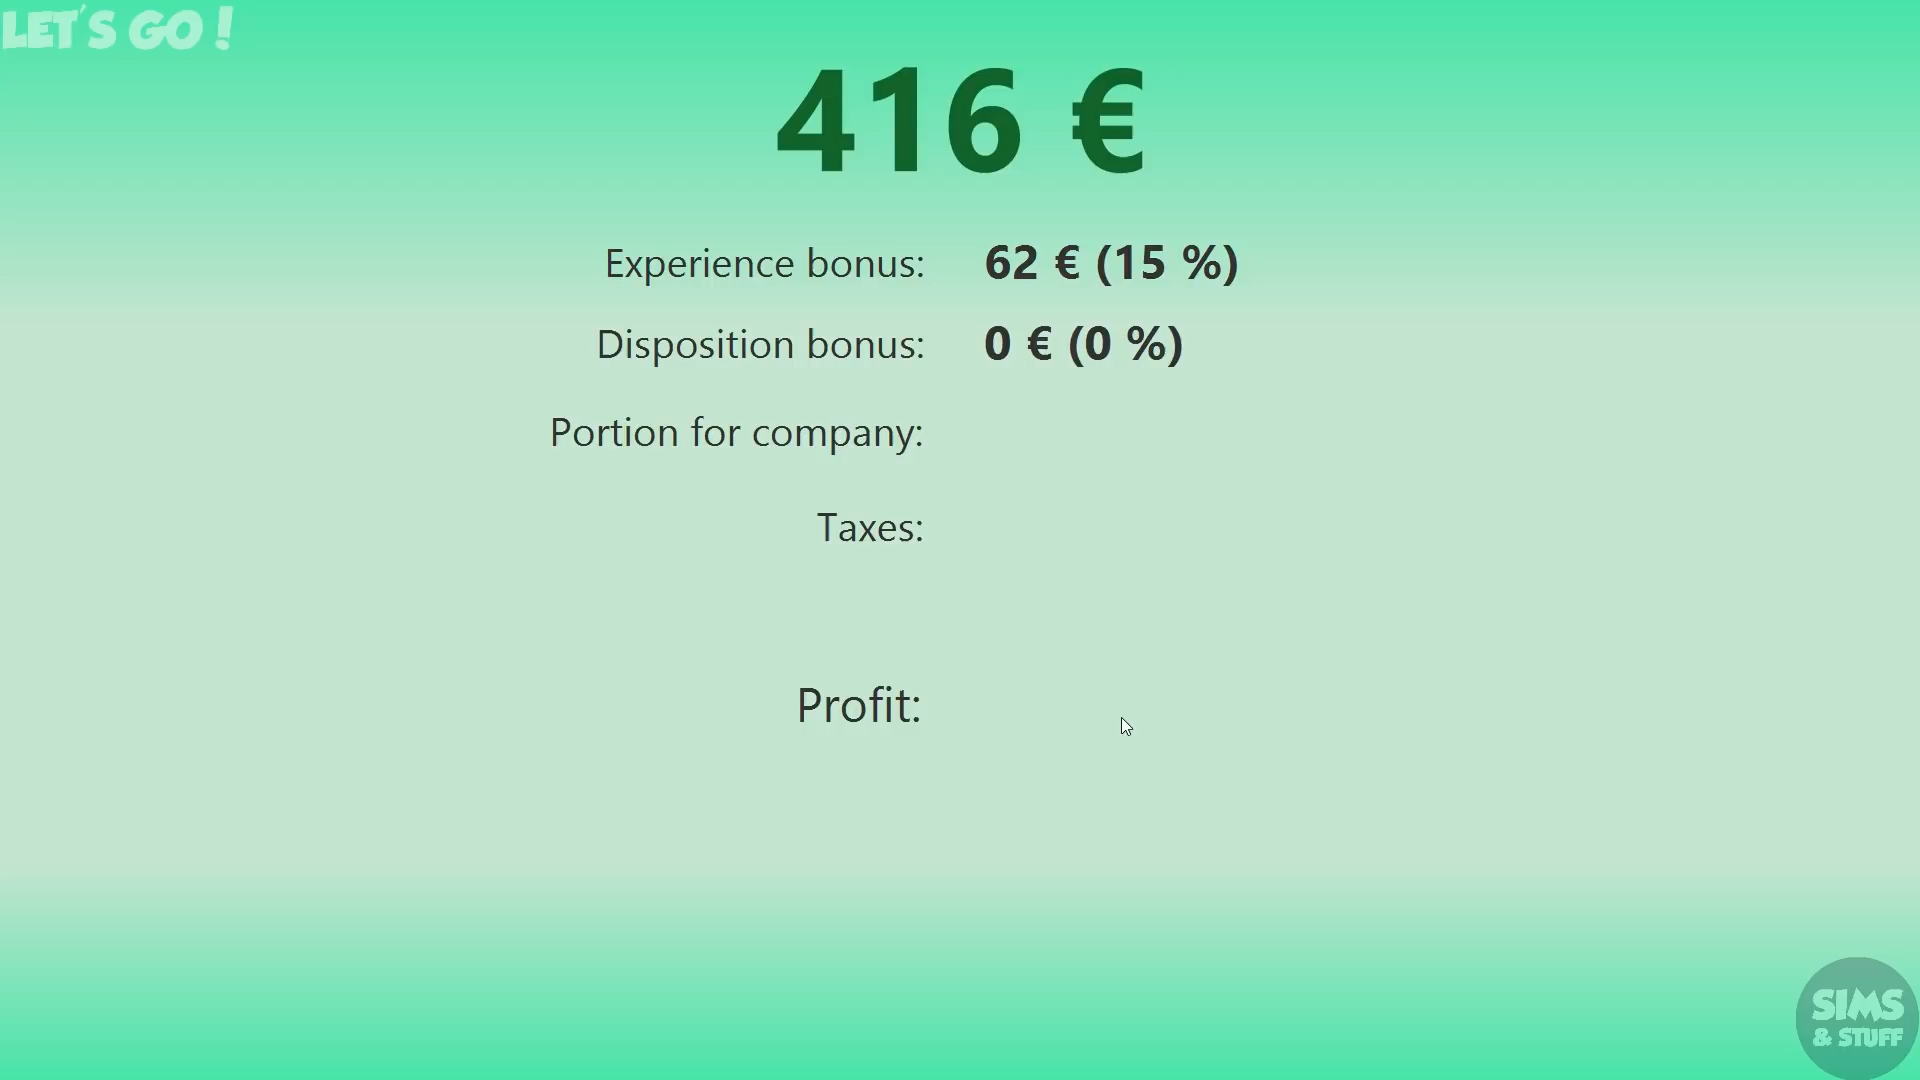 LET'S GO !
416 €
Experience bonus: 62 € (15 %)
Disposition bonus: 0 € (0 %)
Portion for company:
Taxes:
Profit:
SIMS
& STUFF